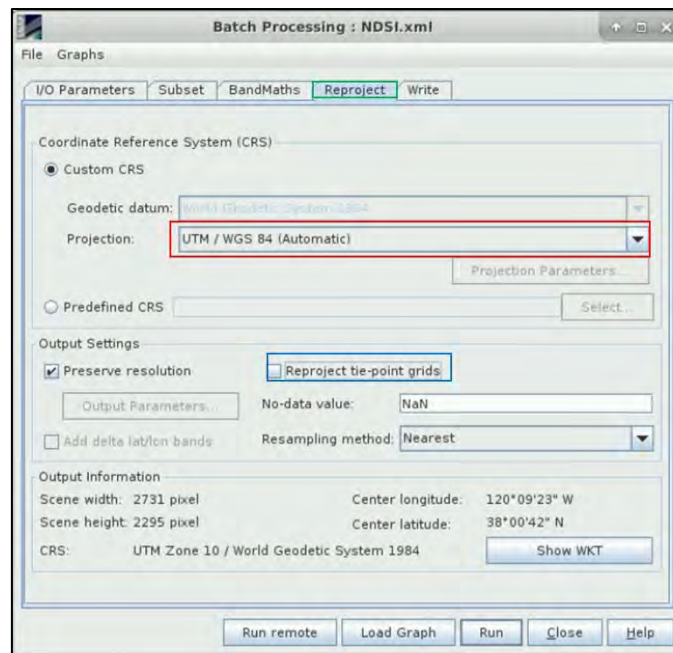 Batch Processing : NDSI.xml
File Graphs
I/O Parameters Subset BandMaths Reproject Write
Coordinate Reference System (CRS)
Custom CRS
Geodetic datum: World Geodetic System 1984
Projection: UTM / WGS 84 (Automatic)
Projection Parameters...
Predefined CRS Select...
Output Settings
Preserve resolution Reproject tie-point grids
Output Parameters... No-data value: NaN
Add delta lat/lon bands Resampling method: Nearest
Output Information
Scene width: 2731 pixel Center longitude: 120°09'23" W
Scene height: 2295 pixel Center latitude: 38°00'42" N
CRS: UTM Zone 10 / World Geodetic System 1984 Show WKT
Run remote Load Graph Run Close Help